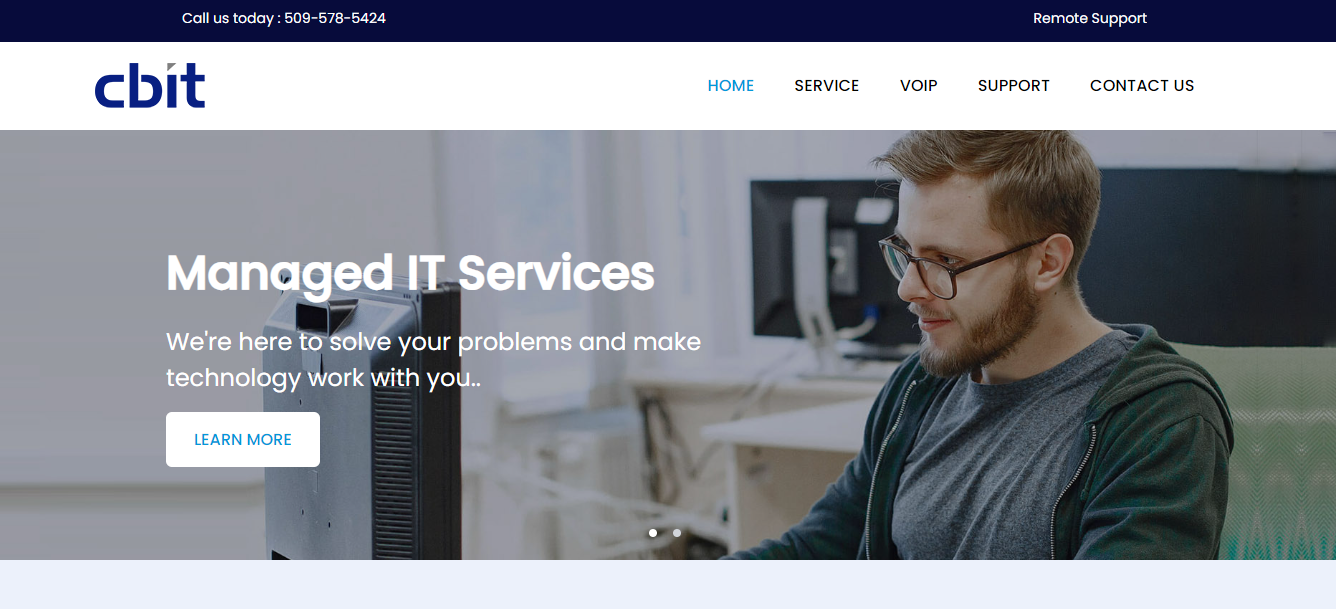 Call us today : 509-578-5424
Remote Support
cbit
HOME
SERVICE
VOIP
SUPPORT
CONTACT US
Managed IT Services
We're here to solve your problems and make
technology work with you..
LEARN MORE